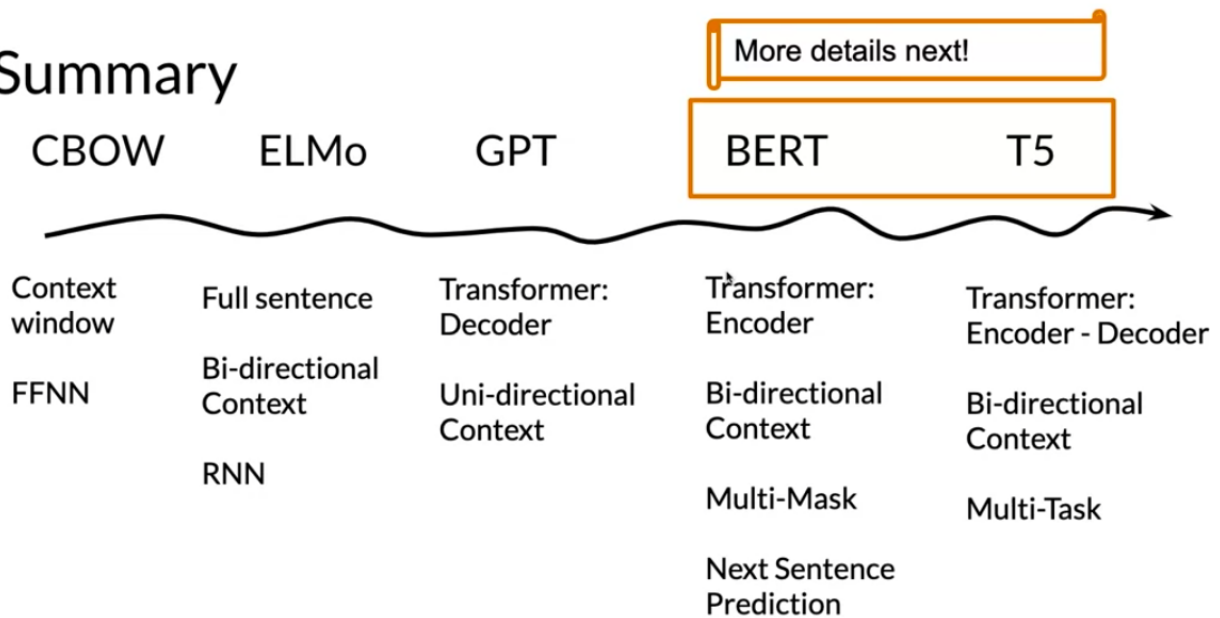 More details next!
Summary
CBOW
ELMo
GPT
BERT
T5
Context
window
FFNN
Full sentence
Bi-directional
Context
RNN
Transformer:
Decoder
Uni-directional
Context
Transformer:
Encoder
Bi-directional
Context
Multi-Mask
Next Sentence
Prediction
Transformer:
Encoder - Decoder
Bi-directional
Context
Multi-Task